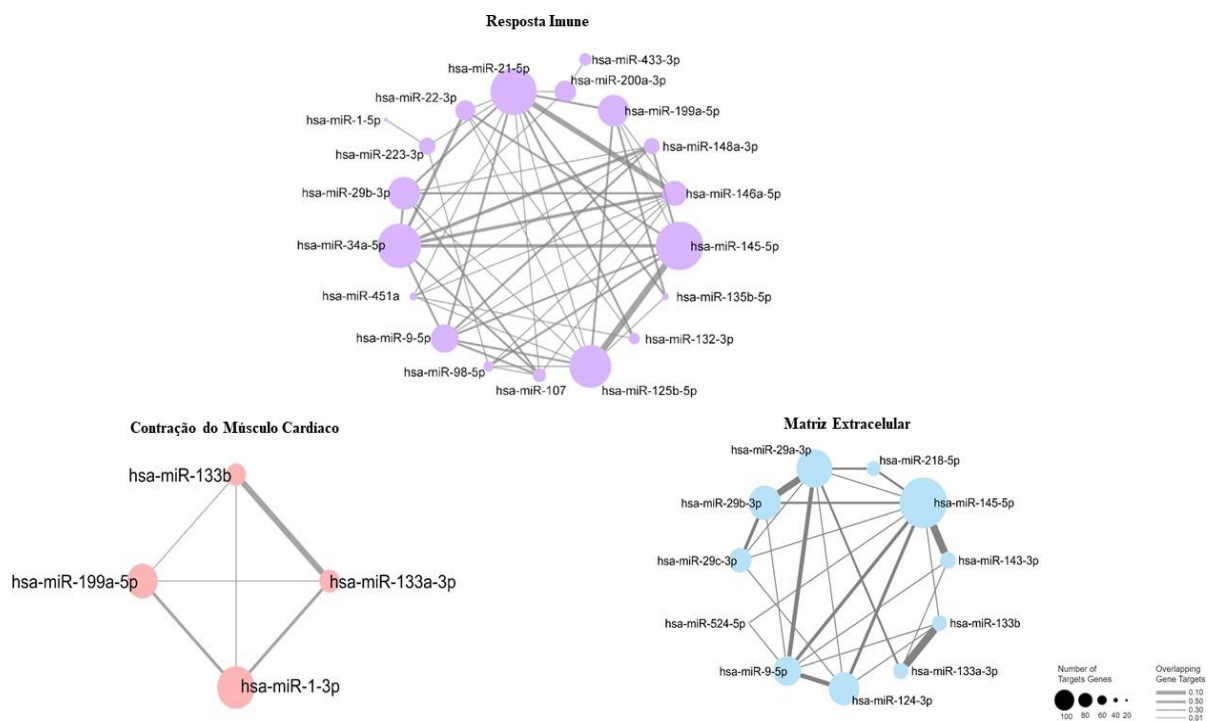 Resposta Imune
hsa-miR-433-3p
hsa-miR-21-5p
hsa-miR-200a-3p
hsa-miR-22-3p
hsa-miR-199a-5p
hsa-miR-1-5p
hsa-miR-148a-3p
hsa-miR-223-3p
hsa-miR-29b-3p
hsa-miR-146a-5p
hsa-miR-34a-5p
hsa-miR-145-5p
hsa-miR-451a
hsa-miR-135b-5p
hsa-miR-9-5p
hsa-miR-132-3p
hsa-miR-98-5p
hsa-miR-107
hsa-miR-125b-5p
Contração do Músculo Cardíaco
hsa-miR-133b
hsa-miR-199a-5p
hsa-miR-133a-3p
hsa-miR-1-3p
Matriz Extracelular
hsa-miR-29a-3p
hsa-miR-218-5p
hsa-miR-29b-3p
hsa-miR-145-5p
hsa-miR-29c-3p
hsa-miR-143-3p
hsa-miR-524-5p
hsa-miR-133b
hsa-miR-9-5p
hsa-miR-133a-3p
hsa-miR-124-3p
Number of
Targets Genes
100 80 60 40 20
Overlapping
Gene Targets
0.10
0.50
0.30
0.01